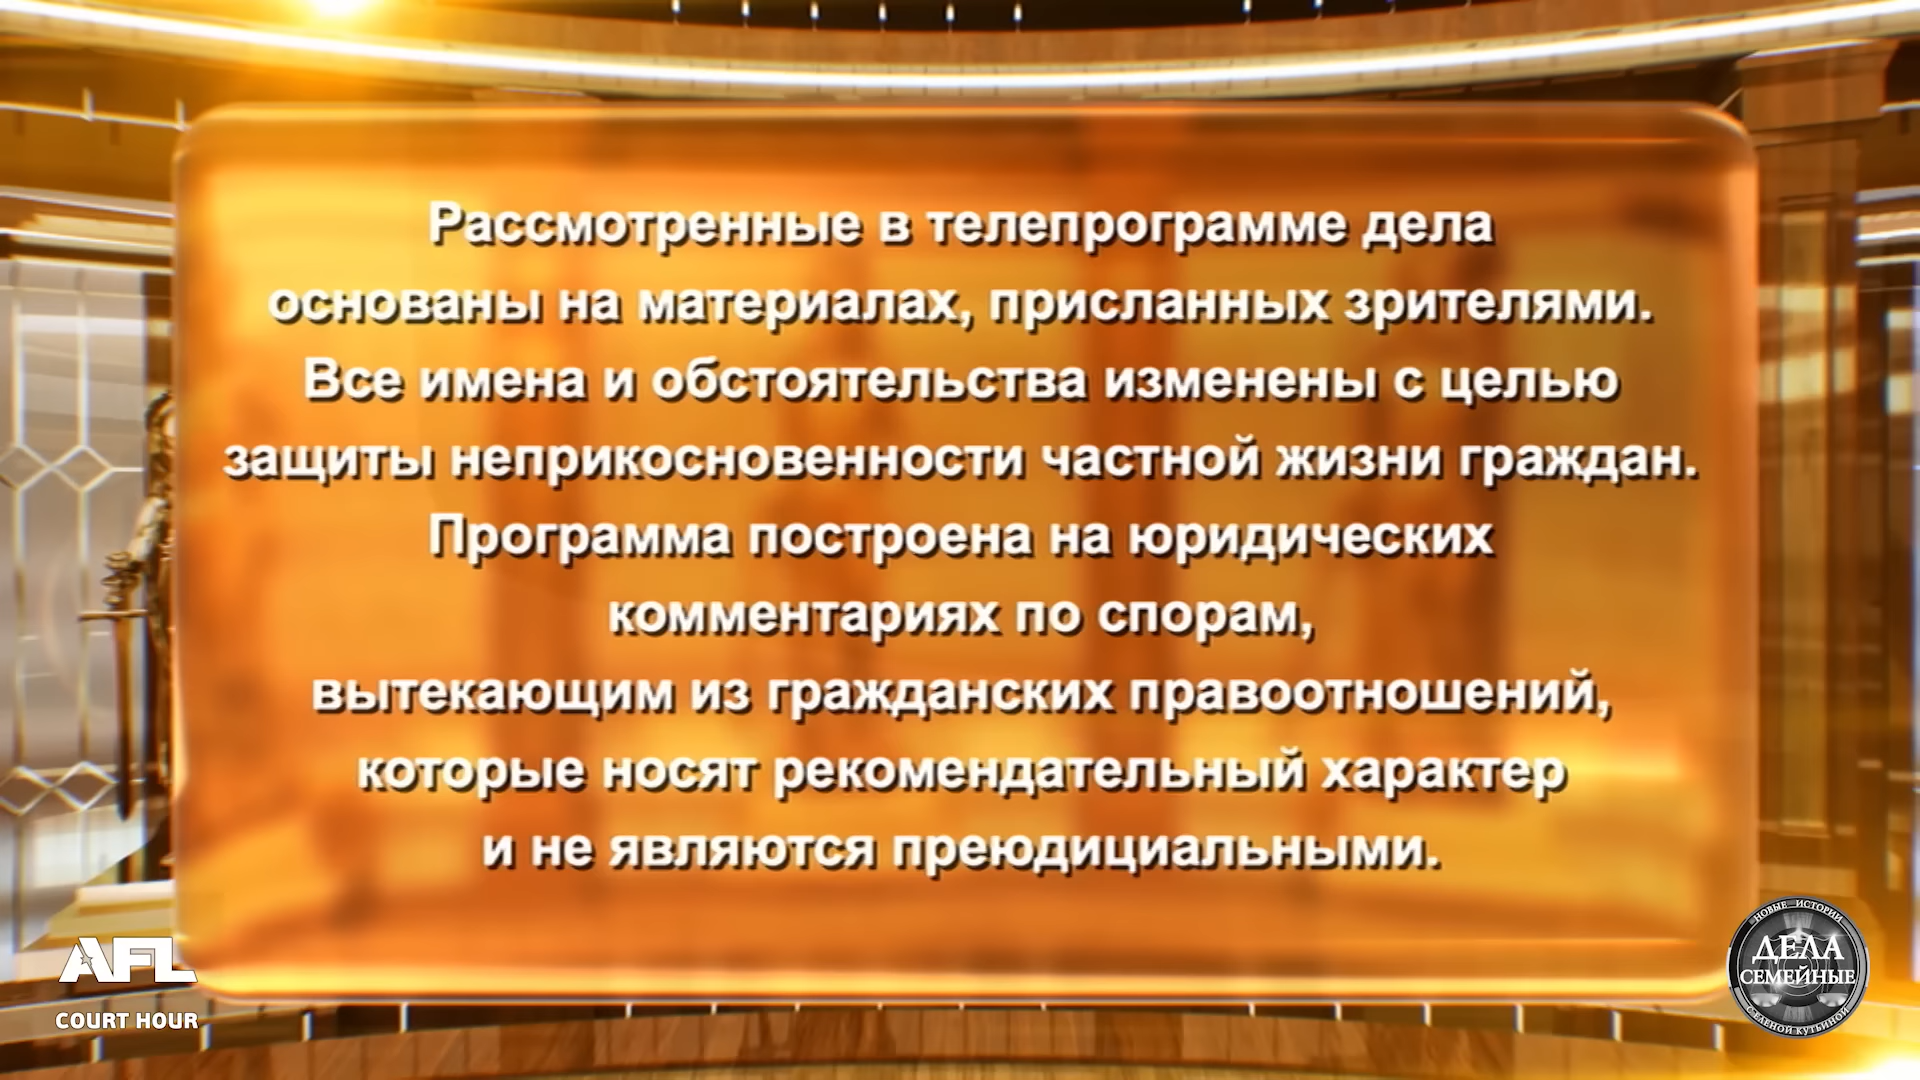 Рассмотренные в телепрограмме дела
основаны на материалах, присланных зрителями.
Все имена и обстоятельства изменены с целью
защиты неприкосновенности частной жизни граждан.
Программа построена на юридических
комментариях по спорам,
вытекающим из гражданских правоотношений,
которые носят рекомендательный характер
и не являются преюдициальными.
AFL
COURT HOUR
НОВЫЕ ИСТОРИИ
ДЕЛА
СЕМЕЙНЫЕ
С ЕЛЕНОЙ КУТЬИНОЙ